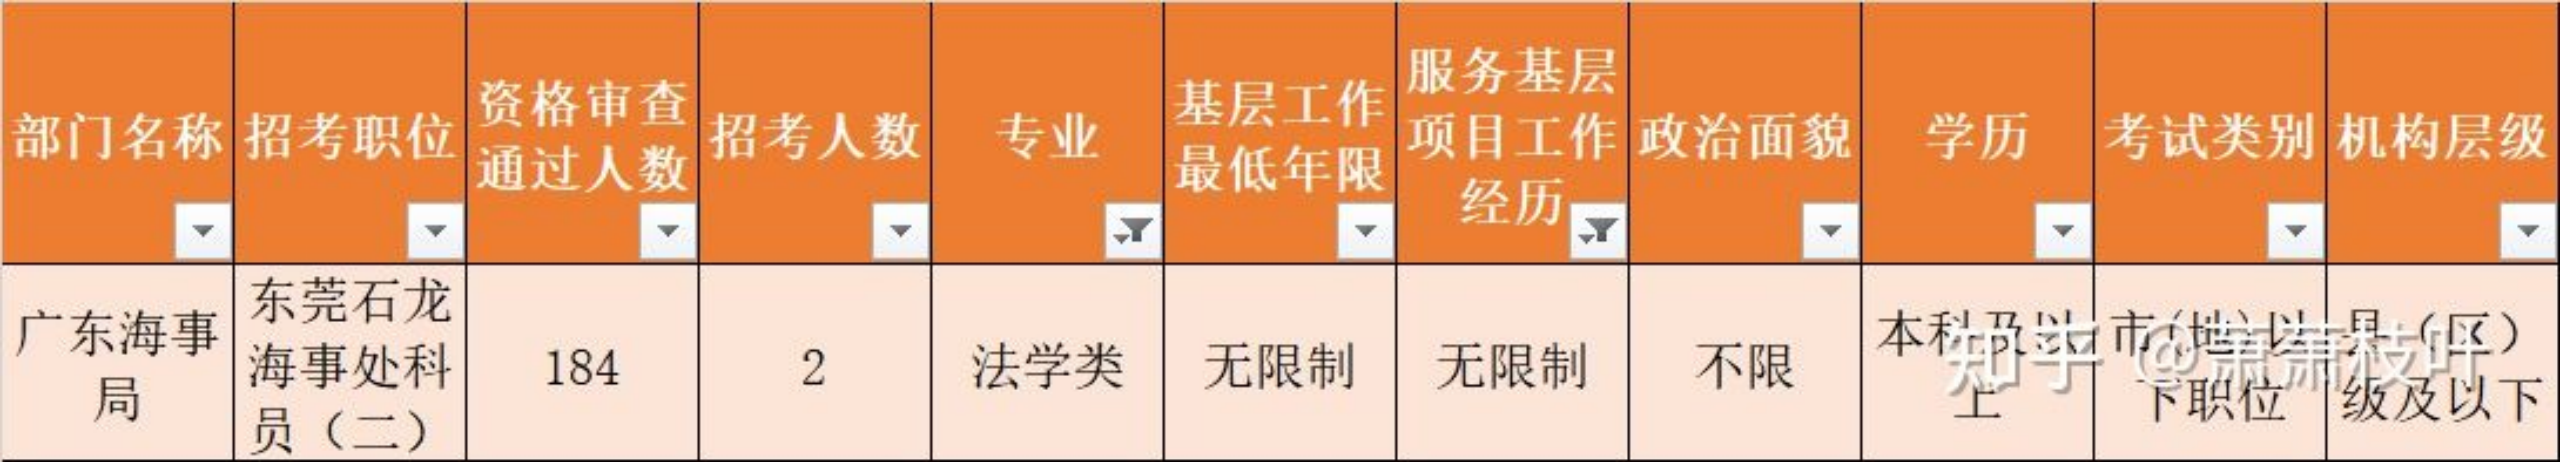 部门名称
招考职位
资格审查
通过人数
招考人数
专业
基层工作
最低年限
服务基层
项目工作
经历
政治面貌
学历
考试类别
机构层级
广东海事
局
东莞石龙
海事处科
员（二）
184
2
法学类
无限制
无限制
不限
本科及以
上
市(地)以
下职位
县（区）
级及以下
知乎 @萧萧枝叶